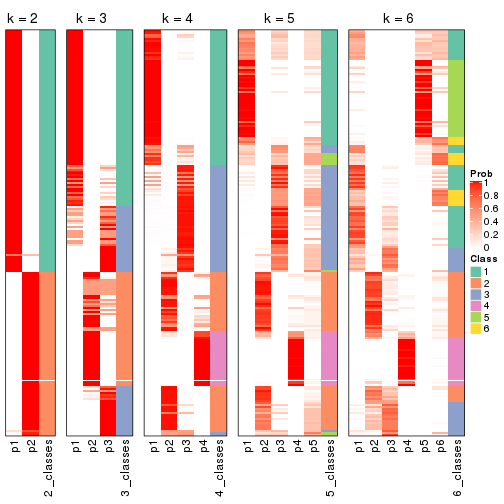 k = 2
k = 3
k = 4
k = 5
k = 6
p1
p2
2_classes
p1
p2
p3
3_classes
p1
p2
p3
p4
4_classes
p1
p2
p3
p4
p5
5_classes
p1
p2
p3
p4
p5
p6
6_classes
Prob
1
0.8
0.6
0.4
0.2
0
Class
1
2
3
4
5
6